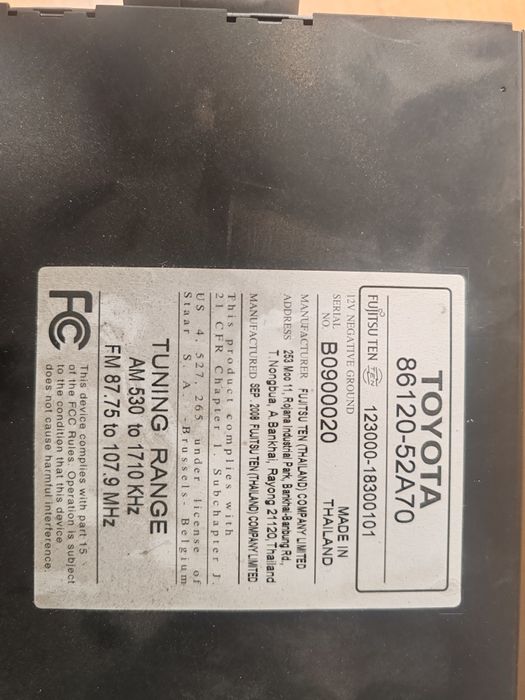 TOYOTA
86120-52A70
FUJITSU TEN TEN 123000-18300101
12V NEGATIVE GROUND
SERIAL NO. B0900020 MADE IN THAILAND
MANUFACTURER FUJITSU TEN (THAILAND) COMPANY LIMITED
ADDRESS 253 Moo 11, Rojana Industrial Park, Bankhai-Banbung Rd.,
T.Nongbua, A.Bankhai, Rayong 21120, Thailand
MANUFACTURED SEP. 2009 FUJITSU TEN (THAILAND) COMPANY LIMITED
This product complies with
21 CFR Chapter 1, Subchapter J.
US 4, 527, 265 under license of
Staar S. A. -Brussels- Belgium
TUNING RANGE
AM 530 to 1710 KHz
FM 87.75 to 107.9 MHz
FC
This device complies with part 15
of the FCC Rules. Operation is subject
to the condition that this device
does not cause harmful interference.